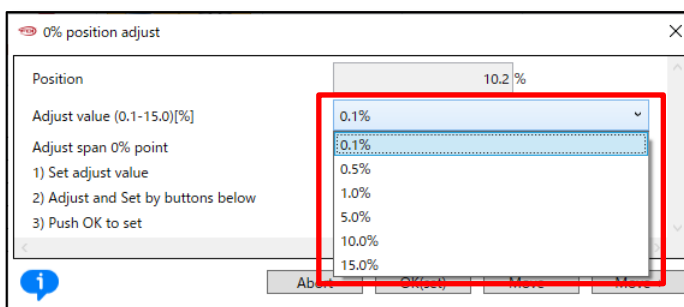 0% position adjust
Position 10.2 %
Adjust value (0.1-15.0)[%] 0.1%
Adjust span 0% point 0.1%
1) Set adjust value 0.5%
2) Adjust and Set by buttons below 1.0%
5.0%
3) Push OK to set
10.0%
15.0%
Abort OK(set) Move Move